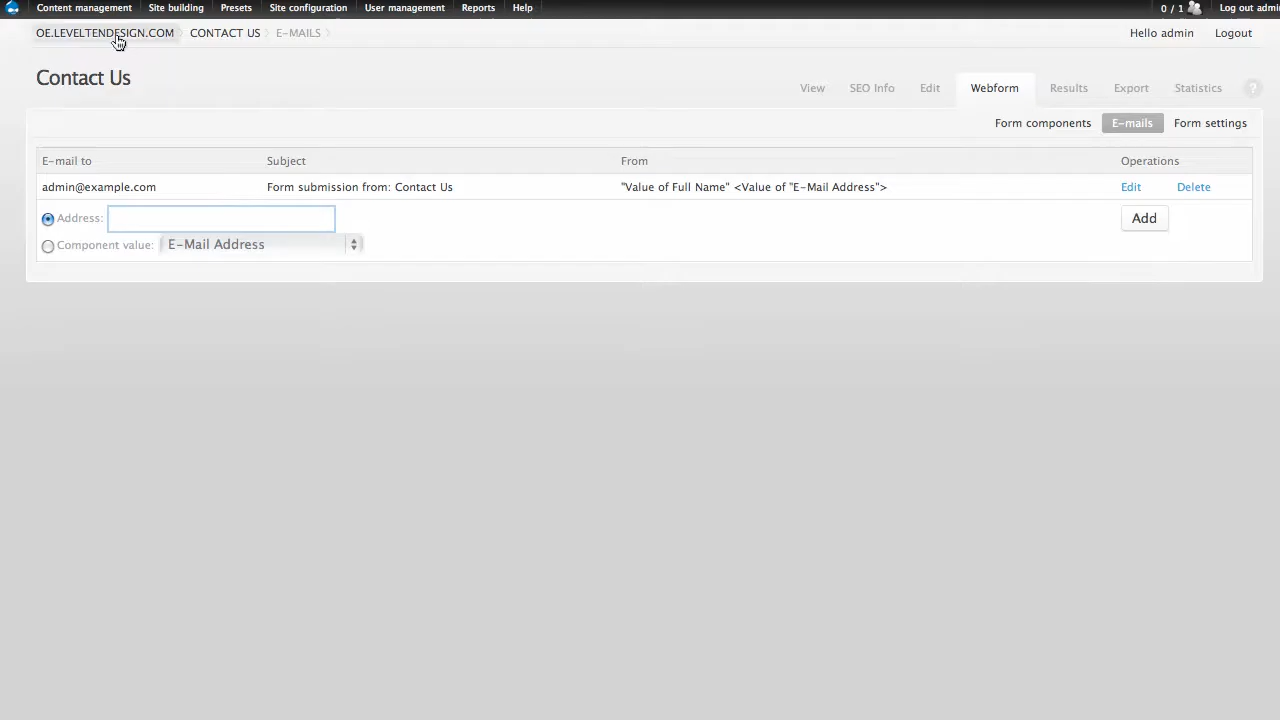 Content management Site building Presets Site configuration User management Reports Help 0 / 1 Log out admi
OE.LEVELTENDESIGN.COM CONTACT US E-MAILS Hello admin Logout
Contact Us
View SEO Info Edit Webform Results Export Statistics ?
Form components E-mails Form settings
E-mail to Subject From Operations
admin@example.com Form submission from: Contact Us "Value of Full Name" <Value of "E-Mail Address"> Edit Delete
Address: Add
Component value: E-Mail Address